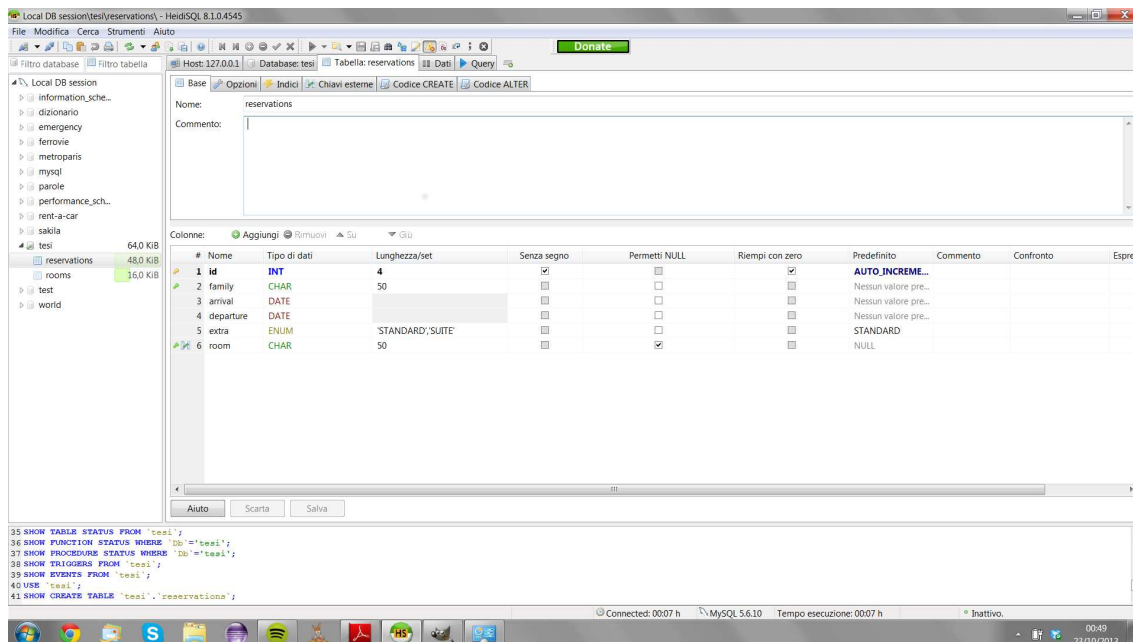 Local DB session\tesi\reservations\ - HeidiSQL 8.1.0.4545
File Modifica Cerca Strumenti Aiuto
Donate
Filtro database Filtro tabella
Host: 127.0.0.1 Database: tesi Tabella: reservations Dati Query
Local DB session
information_sche...
dizionario
emergency
ferrovie
metroparis
mysql
parole
performance_sch...
rent-a-car
sakila
tesi 64,0 KiB
reservations 48,0 KiB
rooms 16,0 KiB
test
world
Base Opzioni Indici Chiavi esterne Codice CREATE Codice ALTER
Nome: reservations
Commento:
Colonne: Aggiungi Rimuovi Su Giù
# Nome Tipo di dati Lunghezza/set Senza segno Permetti NULL Riempi con zero Predefinito Commento Confronto Espre
1 id INT 4 AUTO_INCREME...
2 family CHAR 50 Nessun valore pre...
3 arrival DATE Nessun valore pre...
4 departure DATE Nessun valore pre...
5 extra ENUM 'STANDARD','SUITE' STANDARD
6 room CHAR 50 NULL
Aiuto Scarta Salva
35 SHOW TABLE STATUS FROM `tesi`;
36 SHOW FUNCTION STATUS WHERE `Db`='tesi';
37 SHOW PROCEDURE STATUS WHERE `Db`='tesi';
38 SHOW TRIGGERS FROM `tesi`;
39 SHOW EVENTS FROM `tesi`;
40 USE `tesi`;
41 SHOW CREATE TABLE `tesi`.`reservations`;
Connected: 00:07 h MySQL 5.6.10 Tempo esecuzione: 00:07 h Inattivo.
HS
00:49
23/10/2013